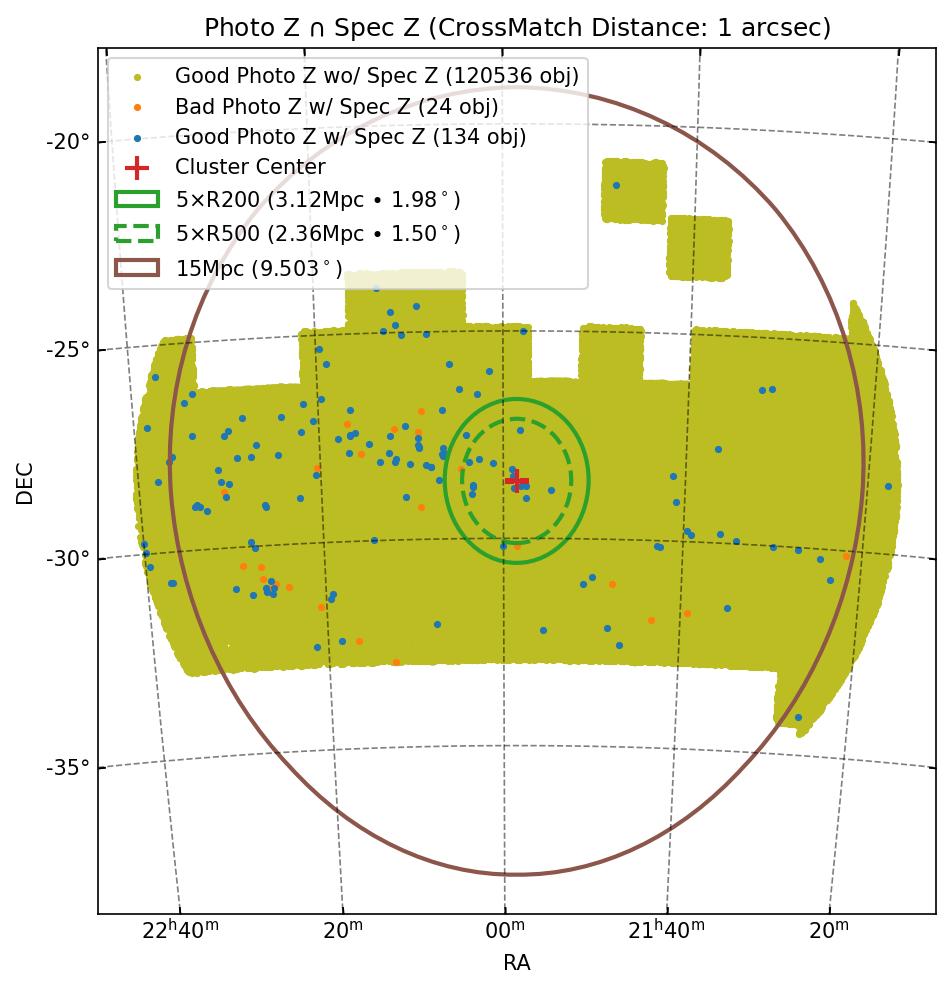 Photo Z ∩ Spec Z (CrossMatch Distance: 1 arcsec)
Good Photo Z wo/ Spec Z (120536 obj)
Bad Photo Z w/ Spec Z (24 obj)
Good Photo Z w/ Spec Z (134 obj)
Cluster Center
5×R200 (3.12Mpc • 1.98°)
5×R500 (2.36Mpc • 1.50°)
15Mpc (9.503°)
-20°
-25°
-30°
-35°
DEC
22ʰ40ᵐ 20ᵐ 00ᵐ 21ʰ40ᵐ 20ᵐ
RA